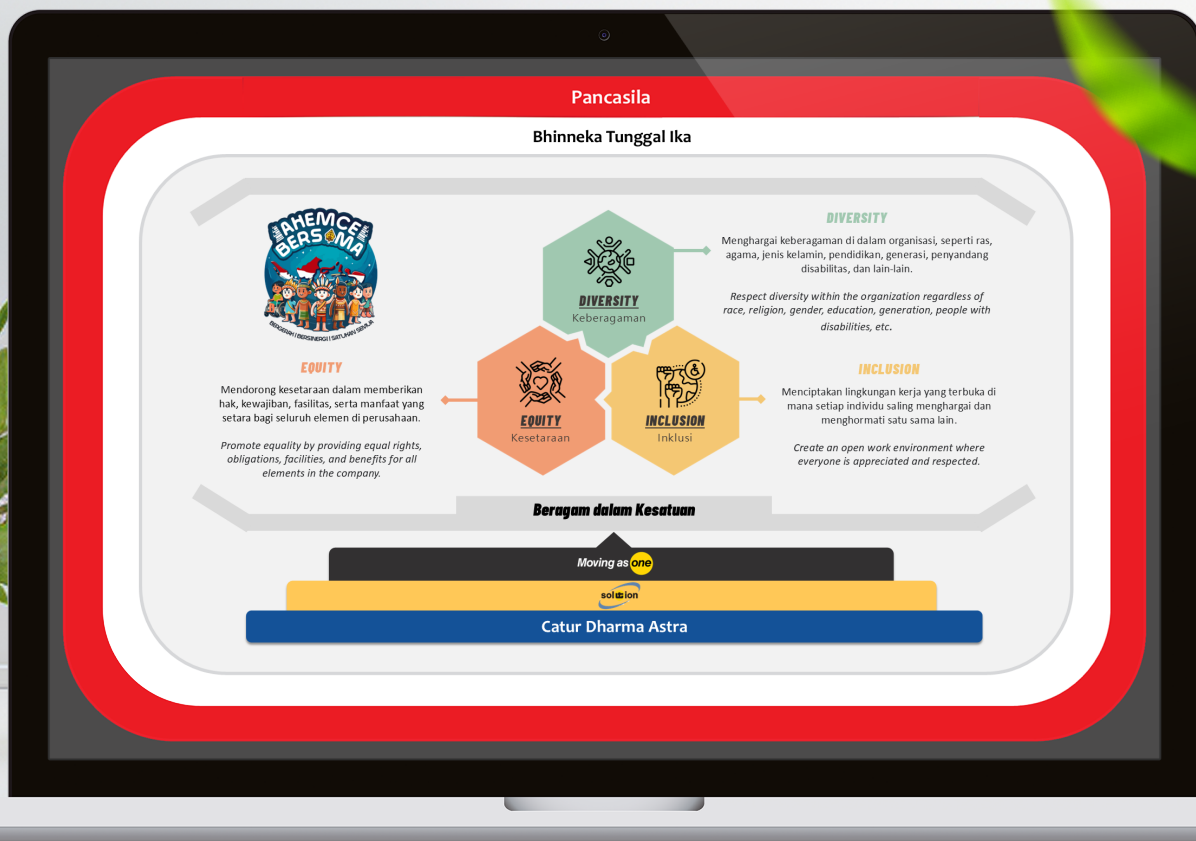 Pancasila
Bhinneka Tunggal Ika
AHEMCE
BERSAMA
BERGERAK | BERSINERGI | SATUKAN SEMUA
DIVERSITY
Keberagaman
DIVERSITY
Menghargai keberagaman di dalam organisasi, seperti ras,
agama, jenis kelamin, pendidikan, generasi, penyandang
disabilitas, dan lain-lain.
Respect diversity within the organization regardless of
race, religion, gender, education, generation, people with
disabilities, etc.
EQUITY
Mendorong kesetaraan dalam memberikan
hak, kewajiban, fasilitas, serta manfaat yang
setara bagi seluruh elemen di perusahaan.
Promote equality by providing equal rights,
obligations, facilities, and benefits for all
elements in the company.
EQUITY
Kesetaraan
INCLUSION
Inklusi
INCLUSION
Menciptakan lingkungan kerja yang terbuka di
mana setiap individu saling menghargai dan
menghormati satu sama lain.
Create an open work environment where
everyone is appreciated and respected.
Beragam dalam Kesatuan
Moving as one
solution
Catur Dharma Astra